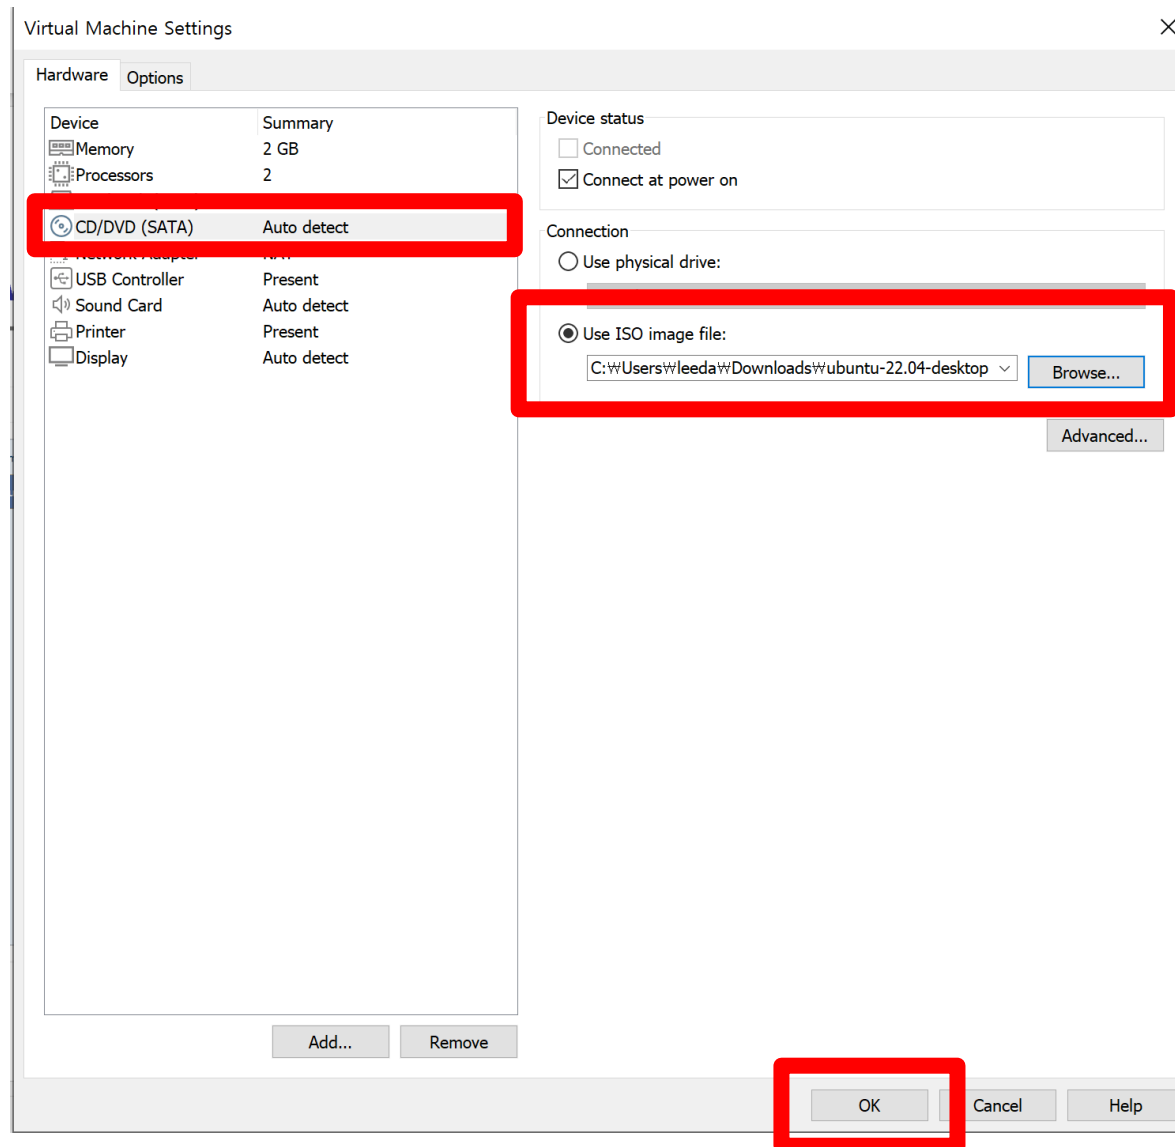 Virtual Machine Settings
Hardware
Options
Device Summary
Memory 2 GB
Processors 2
CD/DVD (SATA) Auto detect
Network Adapter NAT
USB Controller Present
Sound Card Auto detect
Printer Present
Display Auto detect
Add...
Remove
Device status
Connected
Connect at power on
Connection
Use physical drive:
Use ISO image file:
C:₩Users₩leeda₩Downloads₩ubuntu-22.04-desktop
Browse...
Advanced...
OK
Cancel
Help